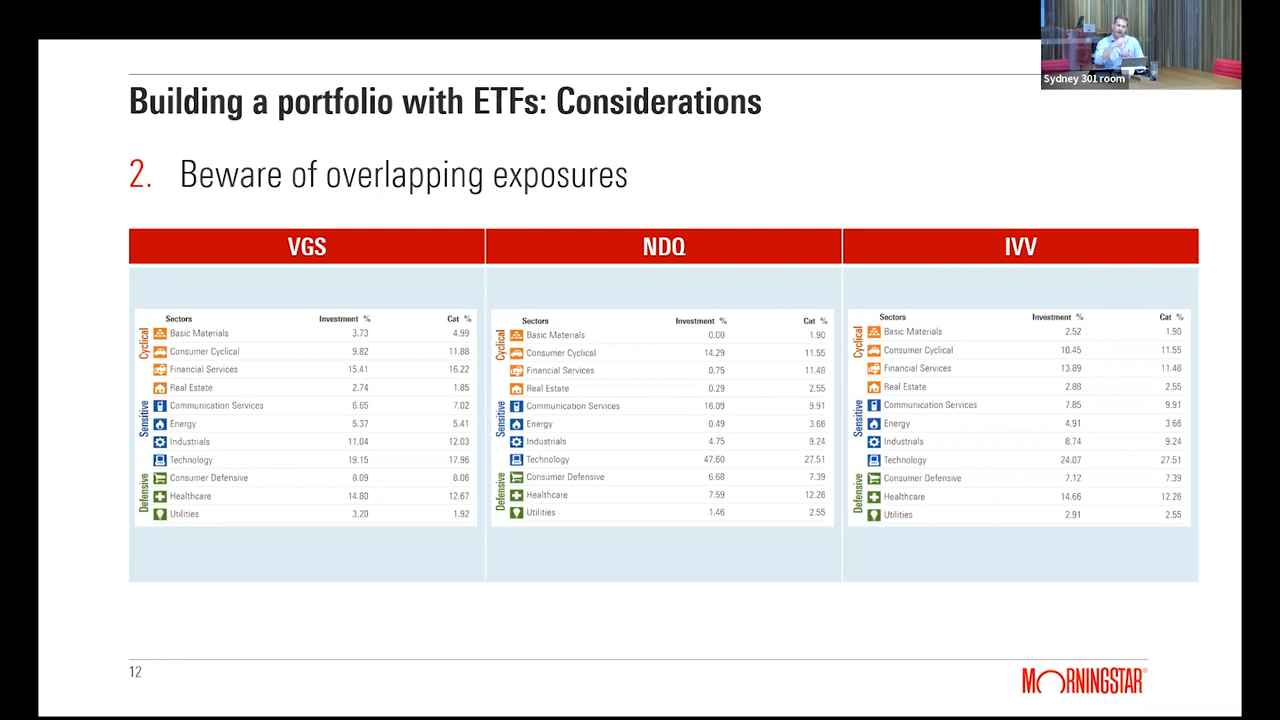 Sydney 301 room
Building a portfolio with ETFs: Considerations
2. Beware of overlapping exposures
VGS NDQ IVV
Sectors Investment % Cat %
Cyclical
Basic Materials 3.73 4.99
Consumer Cyclical 9.82 11.88
Financial Services 15.41 16.22
Real Estate 2.74 1.85
Sensitive
Communication Services 6.65 7.02
Energy 5.37 5.41
Industrials 11.04 12.03
Technology 19.15 17.96
Defensive
Consumer Defensive 8.09 8.06
Healthcare 14.80 12.67
Utilities 3.20 1.92
Sectors Investment % Cat %
Cyclical
Basic Materials 0.00 1.90
Consumer Cyclical 14.29 11.55
Financial Services 0.75 11.48
Real Estate 0.29 2.55
Sensitive
Communication Services 16.09 9.91
Energy 0.49 3.66
Industrials 4.75 9.24
Technology 47.60 27.51
Defensive
Consumer Defensive 6.68 7.39
Healthcare 7.59 12.26
Utilities 1.46 2.55
Sectors Investment % Cat %
Cyclical
Basic Materials 2.52 1.90
Consumer Cyclical 10.45 11.55
Financial Services 13.89 11.48
Real Estate 2.88 2.55
Sensitive
Communication Services 7.85 9.91
Energy 4.91 3.66
Industrials 8.74 9.24
Technology 24.07 27.51
Defensive
Consumer Defensive 7.12 7.39
Healthcare 14.66 12.26
Utilities 2.91 2.55
12
MORNINGSTAR